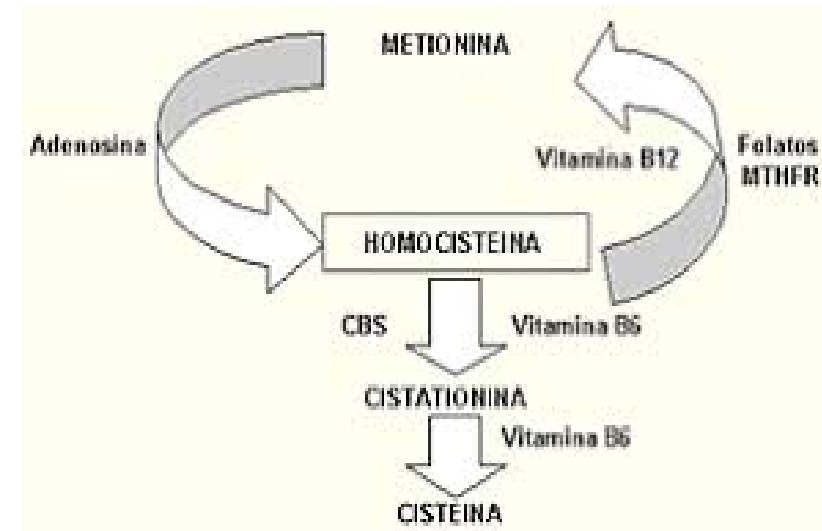 METIONINA
Adenosina
Vitamina B12
Folatos
MTHFR
HOMOCISTEINA
CBS
Vitamina B6
CISTATIONINA
Vitamina B6
CISTEINA